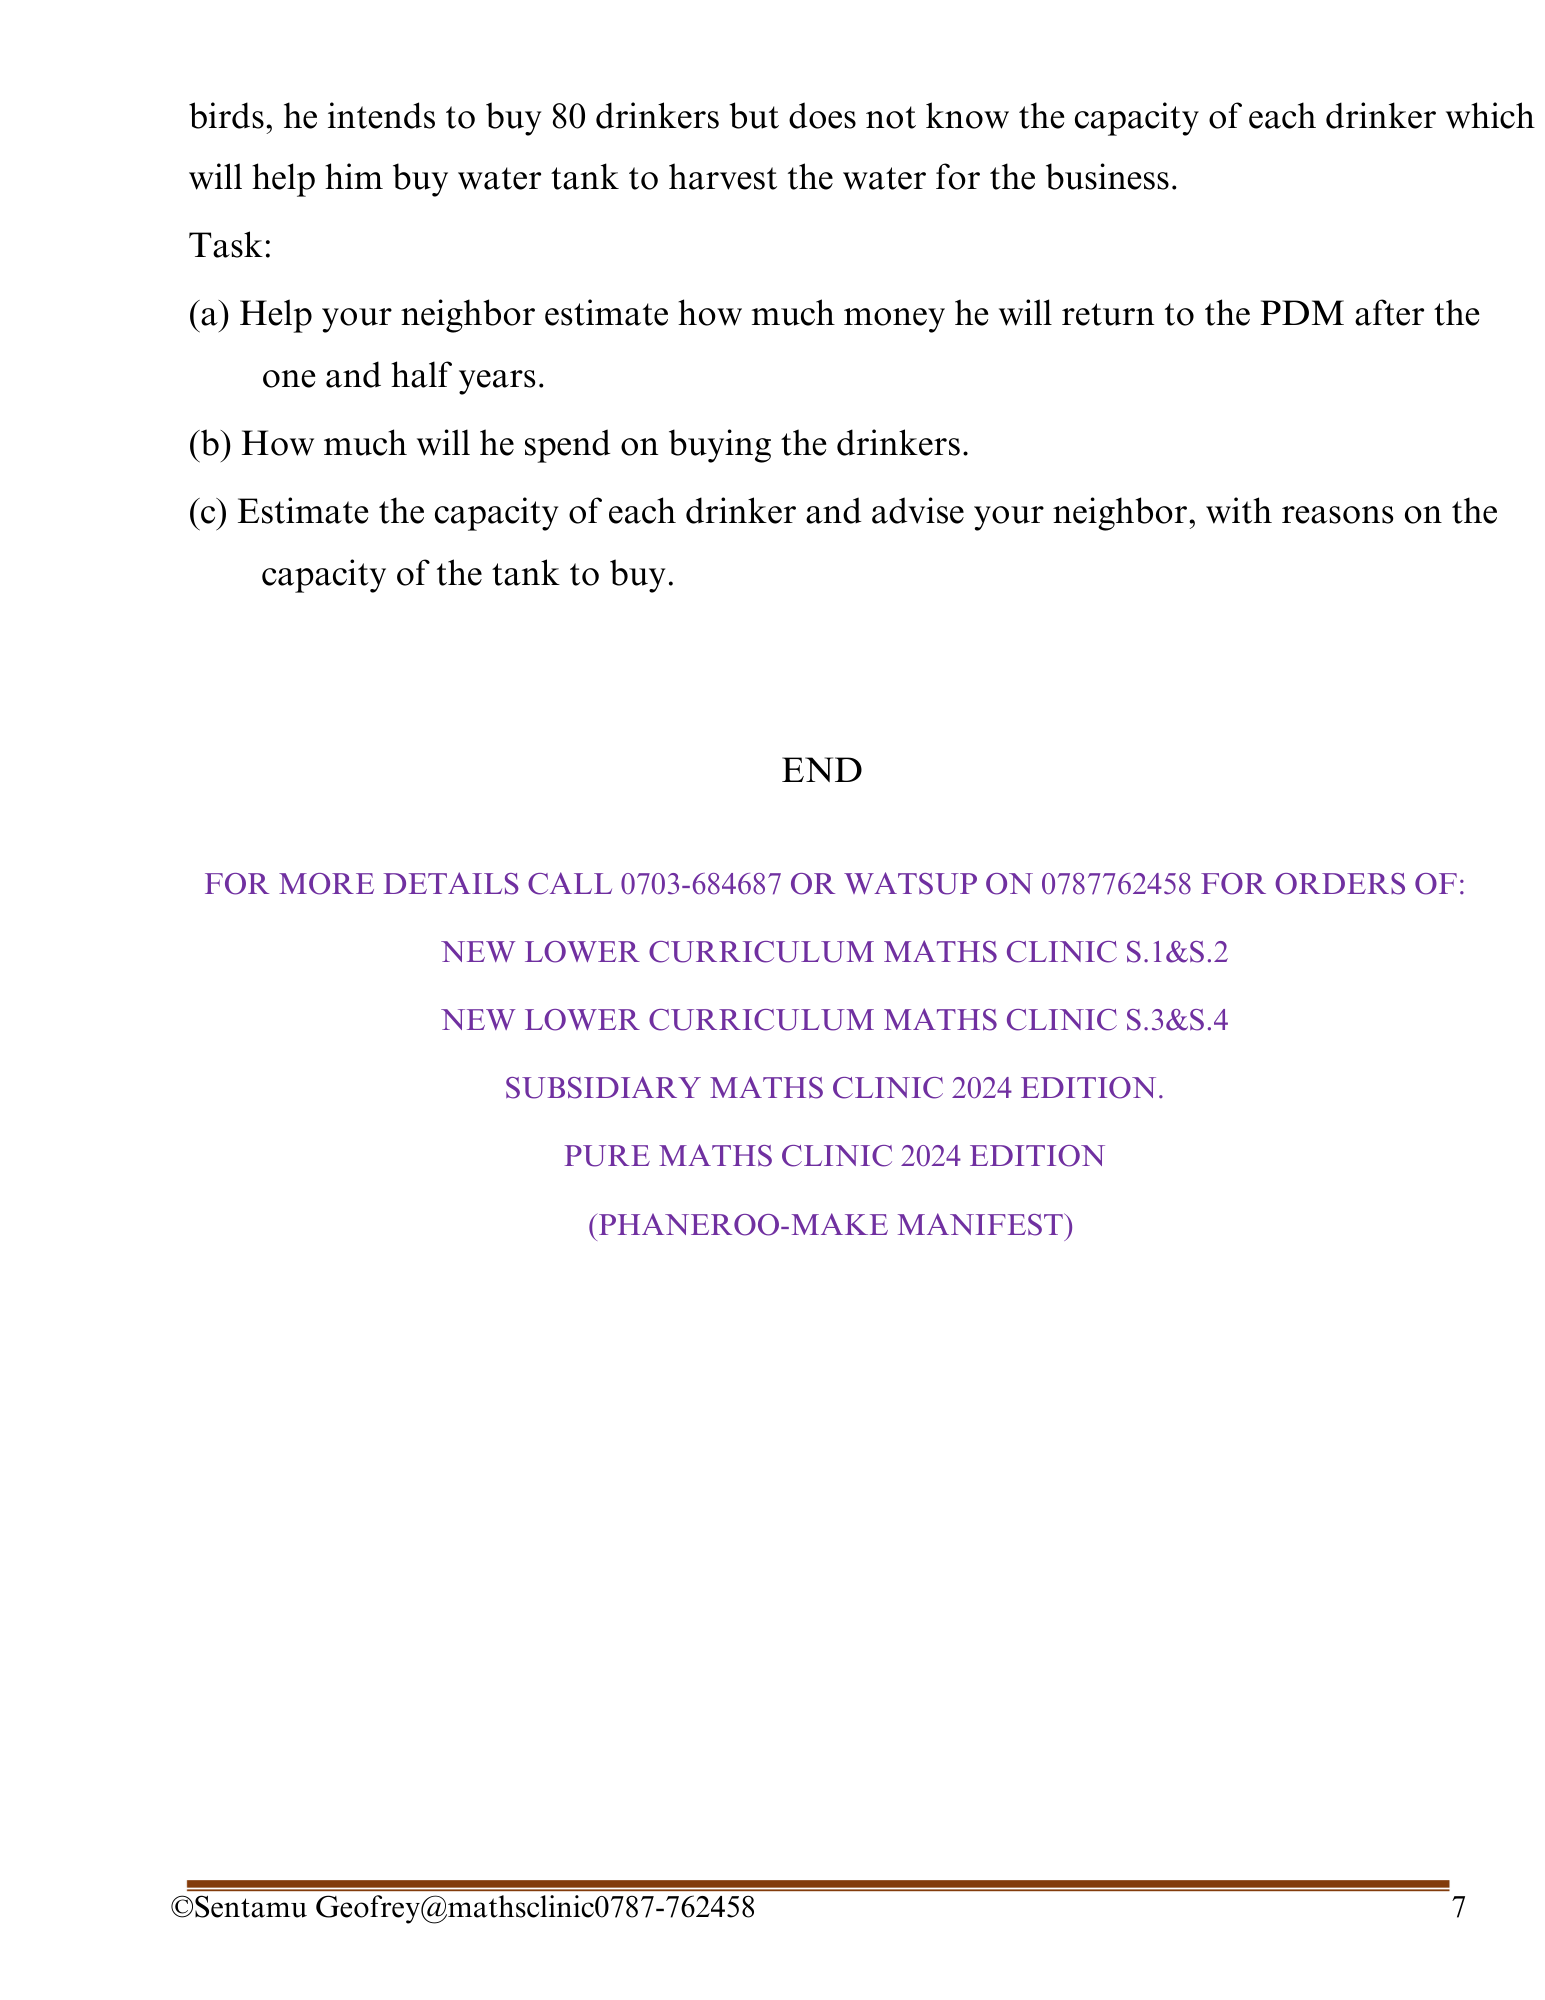 birds, he intends to buy 80 drinkers but does not know the capacity of each drinker which
will help him buy water tank to harvest the water for the business.
Task:
(a) Help your neighbor estimate how much money he will return to the PDM after the
one and half years.
(b) How much will he spend on buying the drinkers.
(c) Estimate the capacity of each drinker and advise your neighbor, with reasons on the
capacity of the tank to buy.
END
FOR MORE DETAILS CALL 0703-684687 OR WATSUP ON 0787762458 FOR ORDERS OF:
NEW LOWER CURRICULUM MATHS CLINIC S.1&S.2
NEW LOWER CURRICULUM MATHS CLINIC S.3&S.4
SUBSIDIARY MATHS CLINIC 2024 EDITION.
PURE MATHS CLINIC 2024 EDITION
(PHANEROO-MAKE MANIFEST)
©Sentamu Geofrey@mathsclinic0787-762458 7